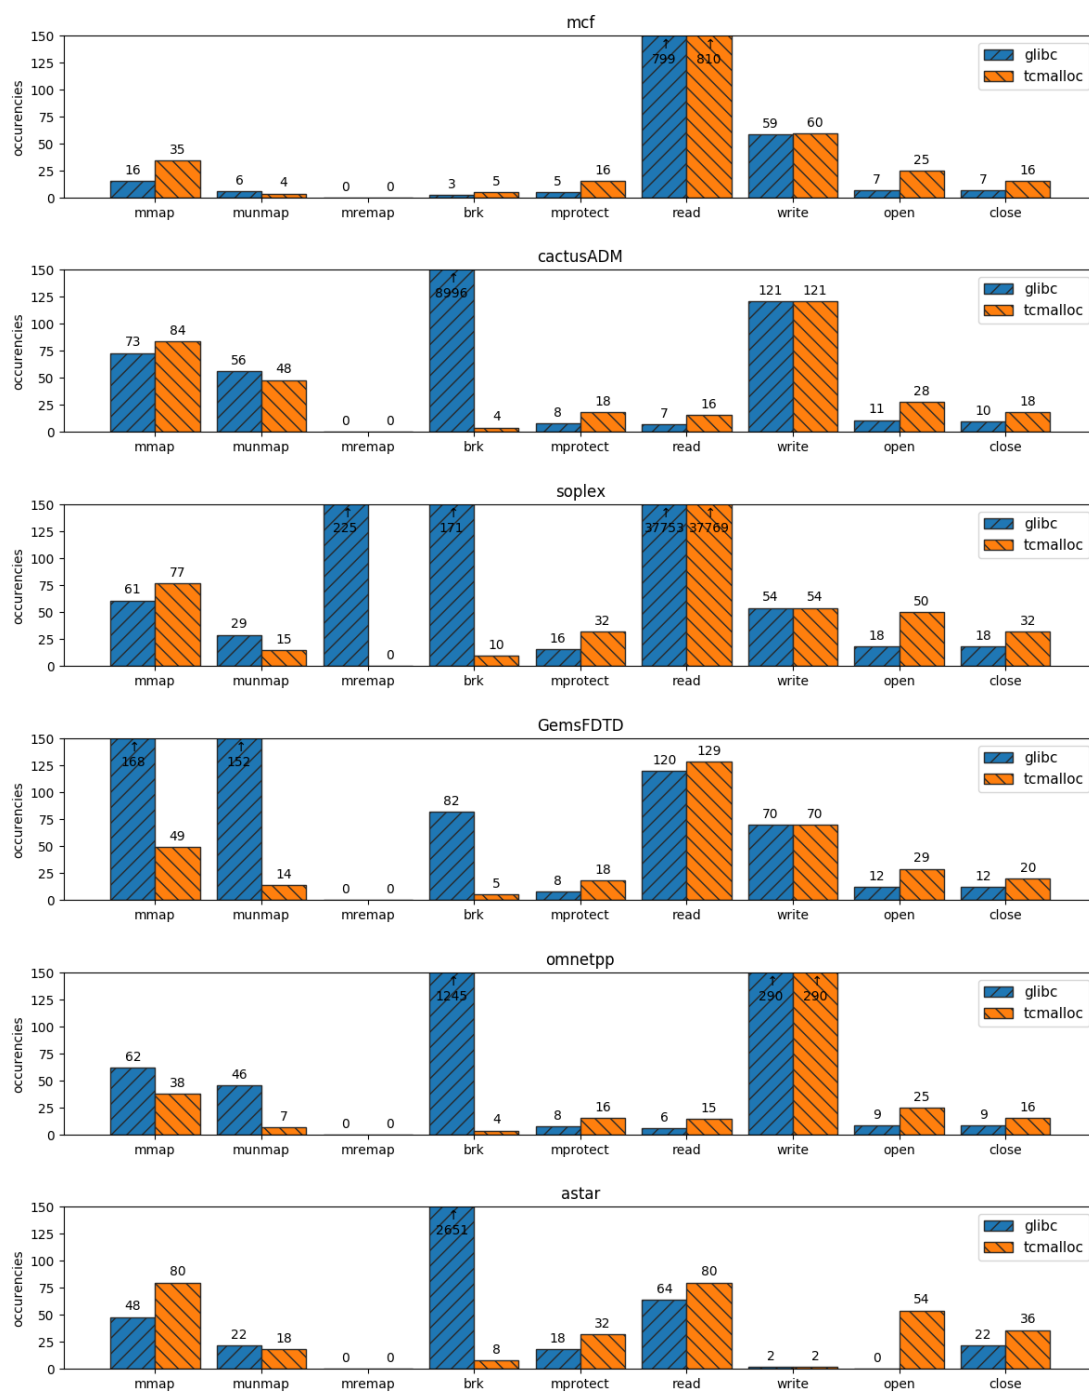 mcf
occurencies
150
125
100
75
50
25
0
16 35 6 4 0 0 3 5 5 16 ↑ 799 ↑ 810 59 60 7 25 7 16
mmap munmap mremap brk mprotect read write open close
glibc
tcmalloc
cactusADM
occurencies
150
125
100
75
50
25
0
73 84 56 48 0 0 ↑ 8996 4 8 18 7 16 121 121 11 28 10 18
mmap munmap mremap brk mprotect read write open close
glibc
tcmalloc
soplex
occurencies
150
125
100
75
50
25
0
61 77 29 15 ↑ 225 0 ↑ 171 10 16 32 ↑ 37753 ↑ 37769 54 54 18 50 18 32
mmap munmap mremap brk mprotect read write open close
glibc
tcmalloc
GemsFDTD
occurencies
150
125
100
75
50
25
0
↑ 168 49 ↑ 152 14 0 0 82 5 8 18 120 129 70 70 12 29 12 20
mmap munmap mremap brk mprotect read write open close
glibc
tcmalloc
omnetpp
occurencies
150
125
100
75
50
25
0
62 38 46 7 0 0 ↑ 1245 4 8 16 6 15 ↑ 290 ↑ 290 9 25 9 16
mmap munmap mremap brk mprotect read write open close
glibc
tcmalloc
astar
occurencies
150
125
100
75
50
25
0
48 80 22 18 0 0 ↑ 2651 8 18 32 64 80 2 2 0 54 22 36
mmap munmap mremap brk mprotect read write open close
glibc
tcmalloc